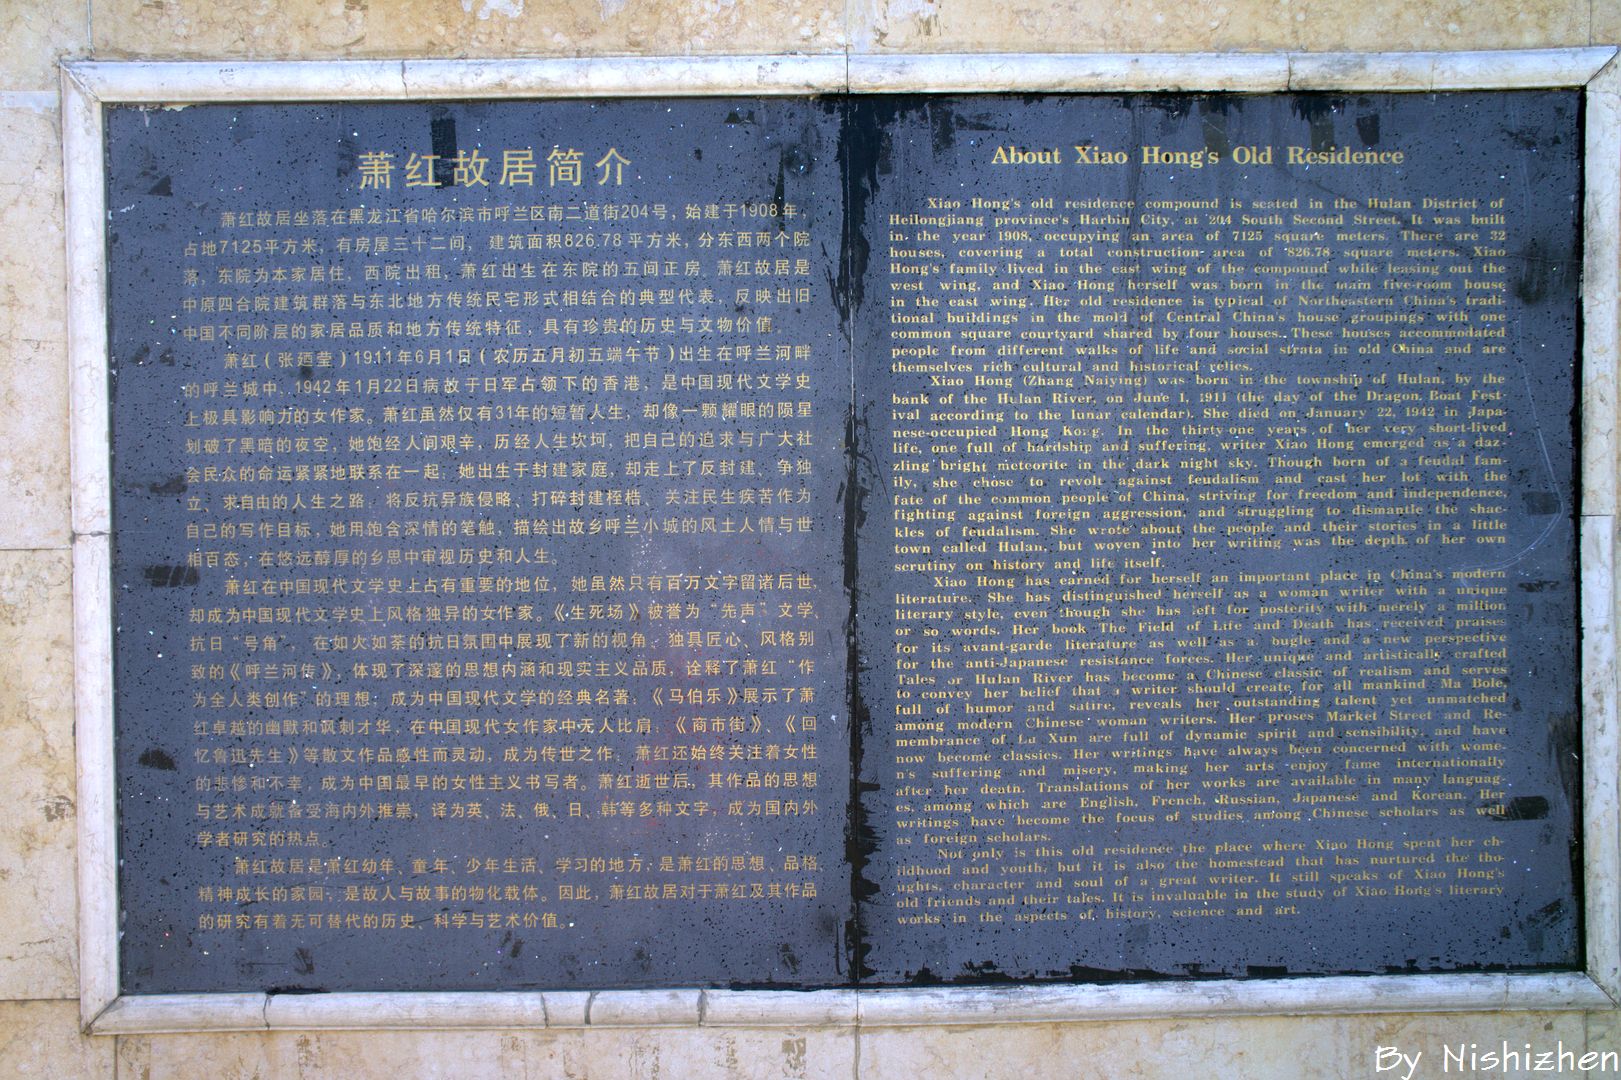 萧红故居简介
萧红故居坐落在黑龙江省哈尔滨市呼兰区南二道街204号，始建于1908年，
占地7125平方米，有房屋三十二间， 建筑面积826.78平方米，分东西两个院
落，东院为本家居住，西院出租，萧红出生在东院的五间正房。萧红故居是
中原四合院建筑群落与东北地方传统民宅形式相结合的典型代表，反映出旧
中国不同阶层的家居品质和地方传统特征，具有珍贵的历史与文物价值。
萧红（张廼莹）1911年6月1日（农历五月初五端午节）出生在呼兰河畔
的呼兰城中，1942年1月22日病故于日军占领下的香港，是中国现代文学史
上极具影响力的女作家。萧红虽然仅有31年的短暂人生，却像一颗耀眼的陨星
划破了黑暗的夜空，她饱经人间艰辛，历经人生坎坷，把自己的追求与广大社
会民众的命运紧紧地联系在一起，她出生于封建家庭，却走上了反封建、争独
立、求自由的人生之路，将反抗异族侵略、打碎封建桎梏、关注民生疾苦作为
自己的写作目标，她用饱含深情的笔触，描绘出故乡呼兰小城的风土人情与世
相百态，在悠远醇厚的乡思中审视历史和人生。
萧红在中国现代文学史上占有重要的地位，她虽然只有百万文字留诸后世，
却成为中国现代文学史上风格独异的女作家。《生死场》被誉为“先声”文学、
抗日“号角”，在如火如荼的抗日氛围中展现了新的视角；独具匠心、风格别
致的《呼兰河传》，体现了深邃的思想内涵和现实主义品质，诠释了萧红“作
为全人类创作”的理想；成为中国现代文学的经典名著；《马伯乐》展示了萧
红卓越的幽默和讽刺才华，在中国现代女作家中无人比肩；《商市街》、《回
忆鲁迅先生》等散文作品感性而灵动，成为传世之作。萧红还始终关注着女性
的悲惨和不幸，成为中国最早的女性主义书写者。萧红逝世后，其作品的思想
与艺术成就备受海内外推崇，译为英、法、俄、日、韩等多种文字，成为国内外
学者研究的热点。
萧红故居是萧红幼年、童年、少年生活、学习的地方，是萧红的思想、品格、
精神成长的家园，是故人与故事的物化载体。因此，萧红故居对于萧红及其作品
的研究有着无可替代的历史、科学与艺术价值。
About Xiao Hong's Old Residence
Xiao Hong's old residence compound is seated in the Hulan District of
Heilongjiang province's Harbin City, at 204 South Second Street. It was built
in the year 1908, occupying an area of 7125 square meters. There are 32
houses, covering a total construction area of 826.78 square meters. Xiao
Hong's family lived in the east wing of the compound while leasing out the
west wing, and Xiao Hong herself was born in the main five-room house
in the east wing. Her old residence is typical of Northeastern China's tradi-
tional buildings in the mold of Central China's house groupings with one
common square courtyard shared by four houses. These houses accommodated
people from different walks of life and social strata in old China and are
themselves rich cultural and historical relics.
Xiao Hong (Zhang Naiying) was born in the township of Hulan, by the
bank of the Hulan River, on June 1, 1911 (the day of the Dragon Boat Fest-
ival according to the lunar calendar). She died on January 22, 1942 in Japa-
nese-occupied Hong Kong. In the thirty-one years of her very short-lived
life, one full of hardship and suffering, writer Xiao Hong emerged as a daz-
zling bright meteorite in the dark night sky. Though born of a feudal fam-
ily, she chose to revolt against feudalism and cast her lot with the
fate of the common people of China, striving for freedom and independence,
fighting against foreign aggression, and struggling to dismantle the shac-
kles of feudalism. She wrote about the people and their stories in a little
town called Hulan, but woven into her writing was the depth of her own
scrutiny on history and life itself.
Xiao Hong has earned for herself an important place in China's modern
literature. She has distinguished herself as a woman writer with a unique
literary style, even though she has left for posterity with merely a million
or so words. Her book The Field of Life and Death has received praises
for its avant-garde literature as well as a bugle and a new perspective
for the anti-Japanese resistance forces. Her unique and artistically crafted
Tales or Hulan River has become a Chinese classic of realism and serves
to convey her belief that a writer should create for all mankind. Ma Bole,
full of humor and satire, reveals her outstanding talent yet unmatched
among modern Chinese woman writers. Her proses Market Street and Re-
membrance of Lu Xun are full of dynamic spirit and sensibility, and have
now become classics. Her writings have always been concerned with wome-
n's suffering and misery, making her arts enjoy fame internationally
after her death. Translations of her works are available in many languag-
es, among which are English, French, Russian, Japanese and Korean. Her
writings have become the focus of studies among Chinese scholars as well
as foreign scholars.
Not only is this old residence the place where Xiao Hong spent her ch-
ildhood and youth, but it is also the homestead that has nurtured the tho-
ughts, character and soul of a great writer. It still speaks of Xiao Hong's
old friends and their tales. It is invaluable in the study of Xiao Hong's literary
works in the aspects of, history, science and art.
By Nishizhen